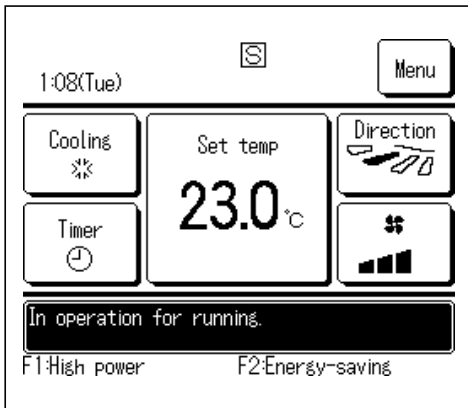 S
1:08(Tue)
Menu
Cooling
Set temp
Direction
23.0°C
Timer
In operation for running.
F1:High power F2:Energy-saving